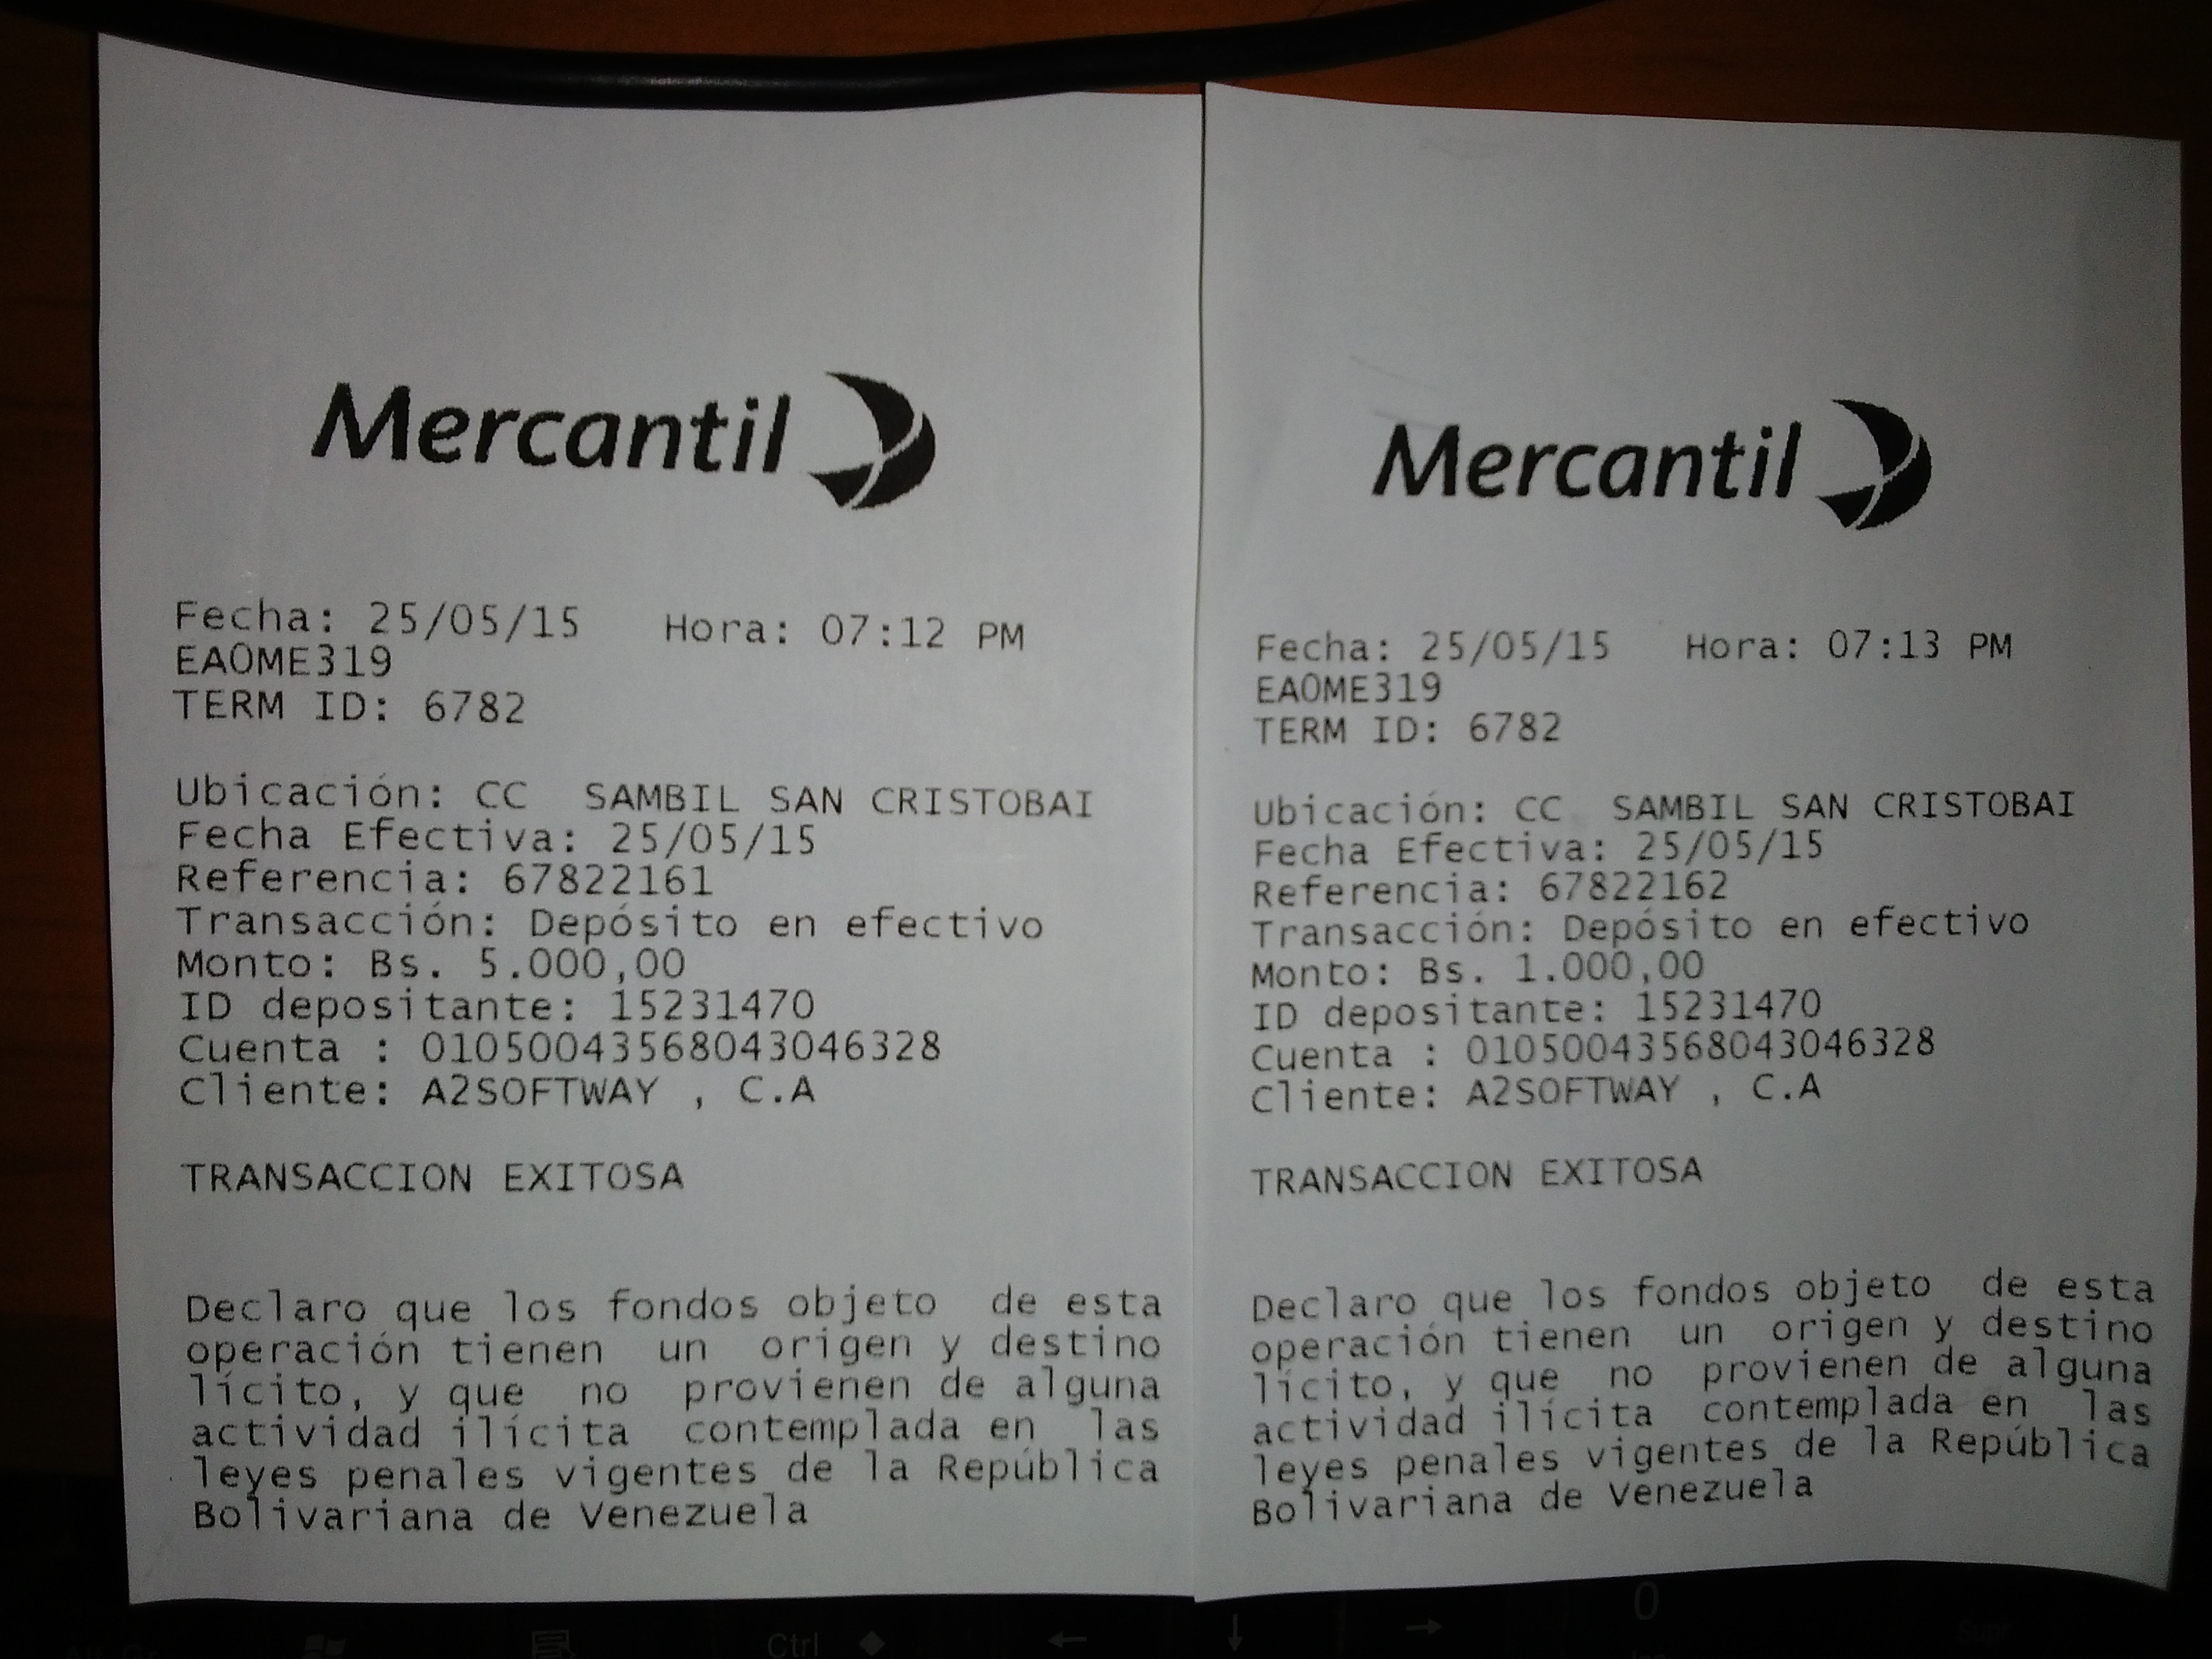 Mercantil
Fecha: 25/05/15 Hora: 07:12 PM
EAOME319
TERM ID: 6782
Ubicación: CC SAMBIL SAN CRISTOBAI
Fecha Efectiva: 25/05/15
Referencia: 67822161
Transacción: Depósito en efectivo
Monto: Bs. 5.000,00
ID depositante: 15231470
Cuenta : 01050043568043046328
Cliente: A2SOFTWAY , C.A
TRANSACCION EXITOSA
Declaro que los fondos objeto de esta
operación tienen un origen y destino
lícito, y que no provienen de alguna
actividad ilícita contemplada en las
leyes penales vigentes de la República
Bolivariana de Venezuela
Mercantil
Fecha: 25/05/15 Hora: 07:13 PM
EAOME319
TERM ID: 6782
Ubicación: CC SAMBIL SAN CRISTOBAI
Fecha Efectiva: 25/05/15
Referencia: 67822162
Transacción: Depósito en efectivo
Monto: Bs. 1.000,00
ID depositante: 15231470
Cuenta : 01050043568043046328
Cliente: A2SOFTWAY , C.A
TRANSACCION EXITOSA
Declaro que los fondos objeto de esta
operación tienen un origen y destino
lícito, y que no provienen de alguna
actividad ilícita contemplada en las
leyes penales vigentes de la República
Bolivariana de Venezuela
Ctrl
0